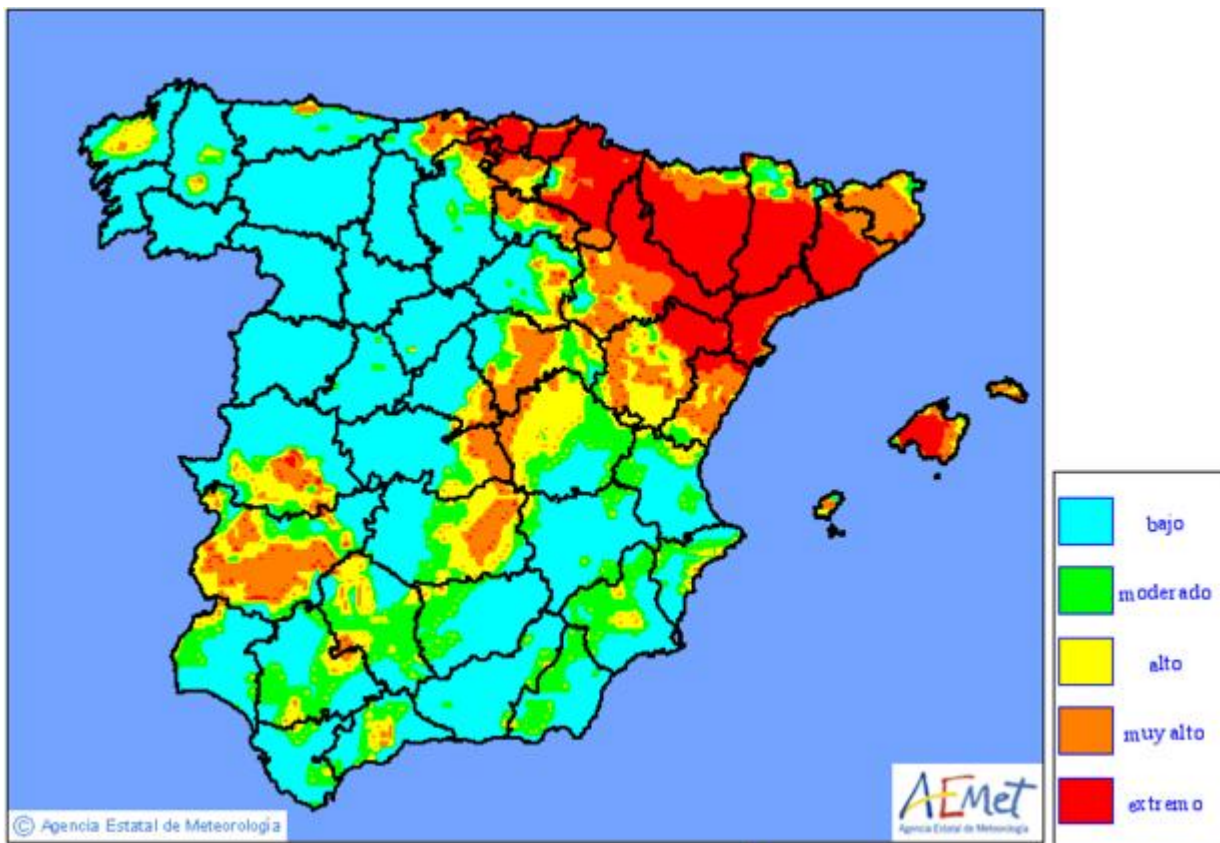 bajo
moderado
alto
muy alto
extremo
AEMet
Agencia Estatal de Meteorología
© Agencia Estatal de Meteorología